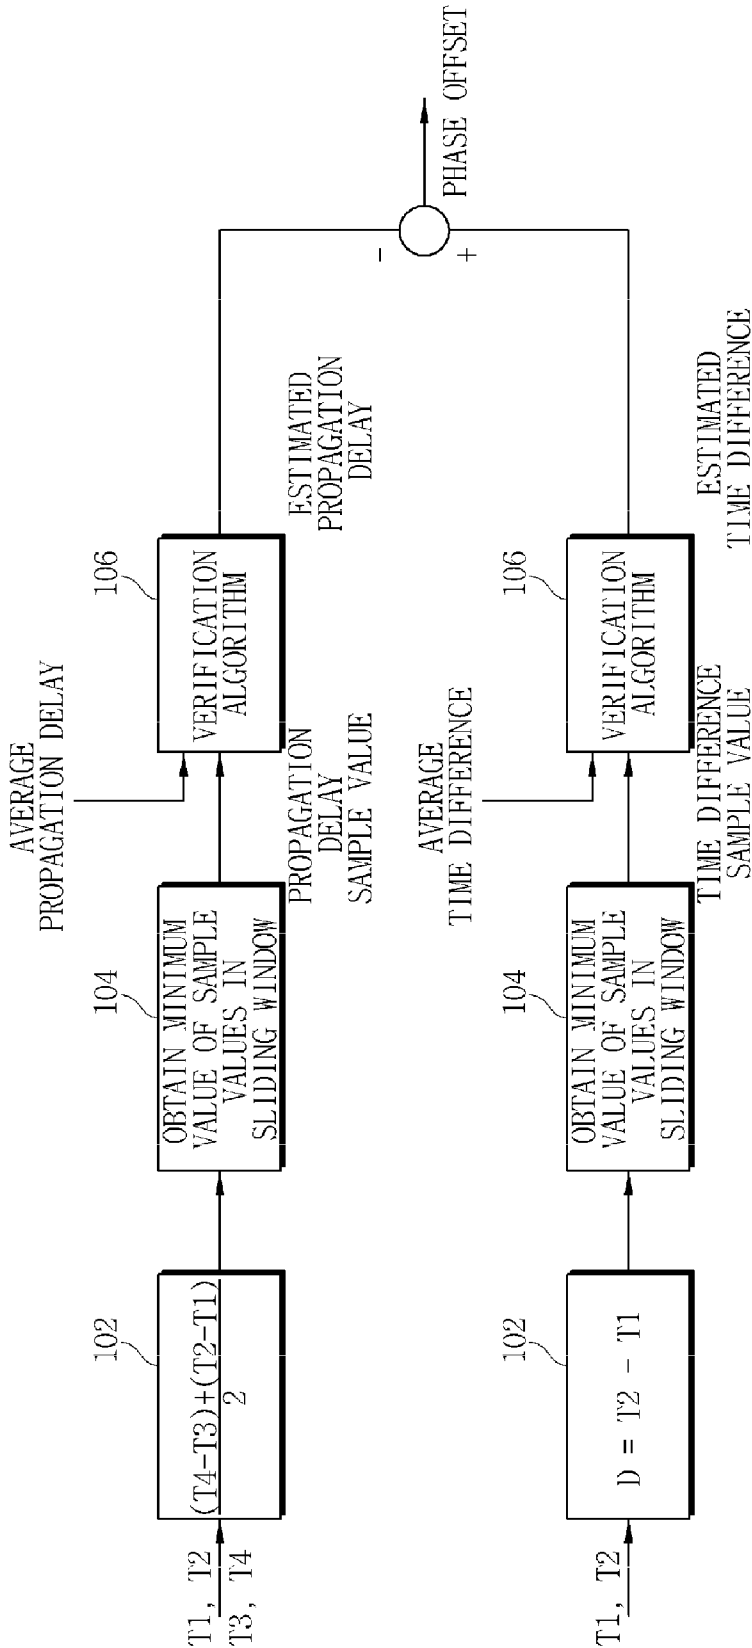 T1, T2
T3, T4
102
(T4-T3)+(T2-T1)
2
104
OBTAIN MINIMUM
VALUE OF SAMPLE
VALUES IN
SLIDING WINDOW
PROPAGATION
DELAY
SAMPLE VALUE
AVERAGE
PROPAGATION DELAY
106
VERIFICATION
ALGORITHM
ESTIMATED
PROPAGATION
DELAY
-
+
PHASE OFFSET
T1, T2
102
D = T2 - T1
104
OBTAIN MINIMUM
VALUE OF SAMPLE
VALUES IN
SLIDING WINDOW
TIME DIFFERENCE
SAMPLE VALUE
AVERAGE
TIME DIFFERENCE
106
VERIFICATION
ALGORITHM
ESTIMATED
TIME DIFFERENCE